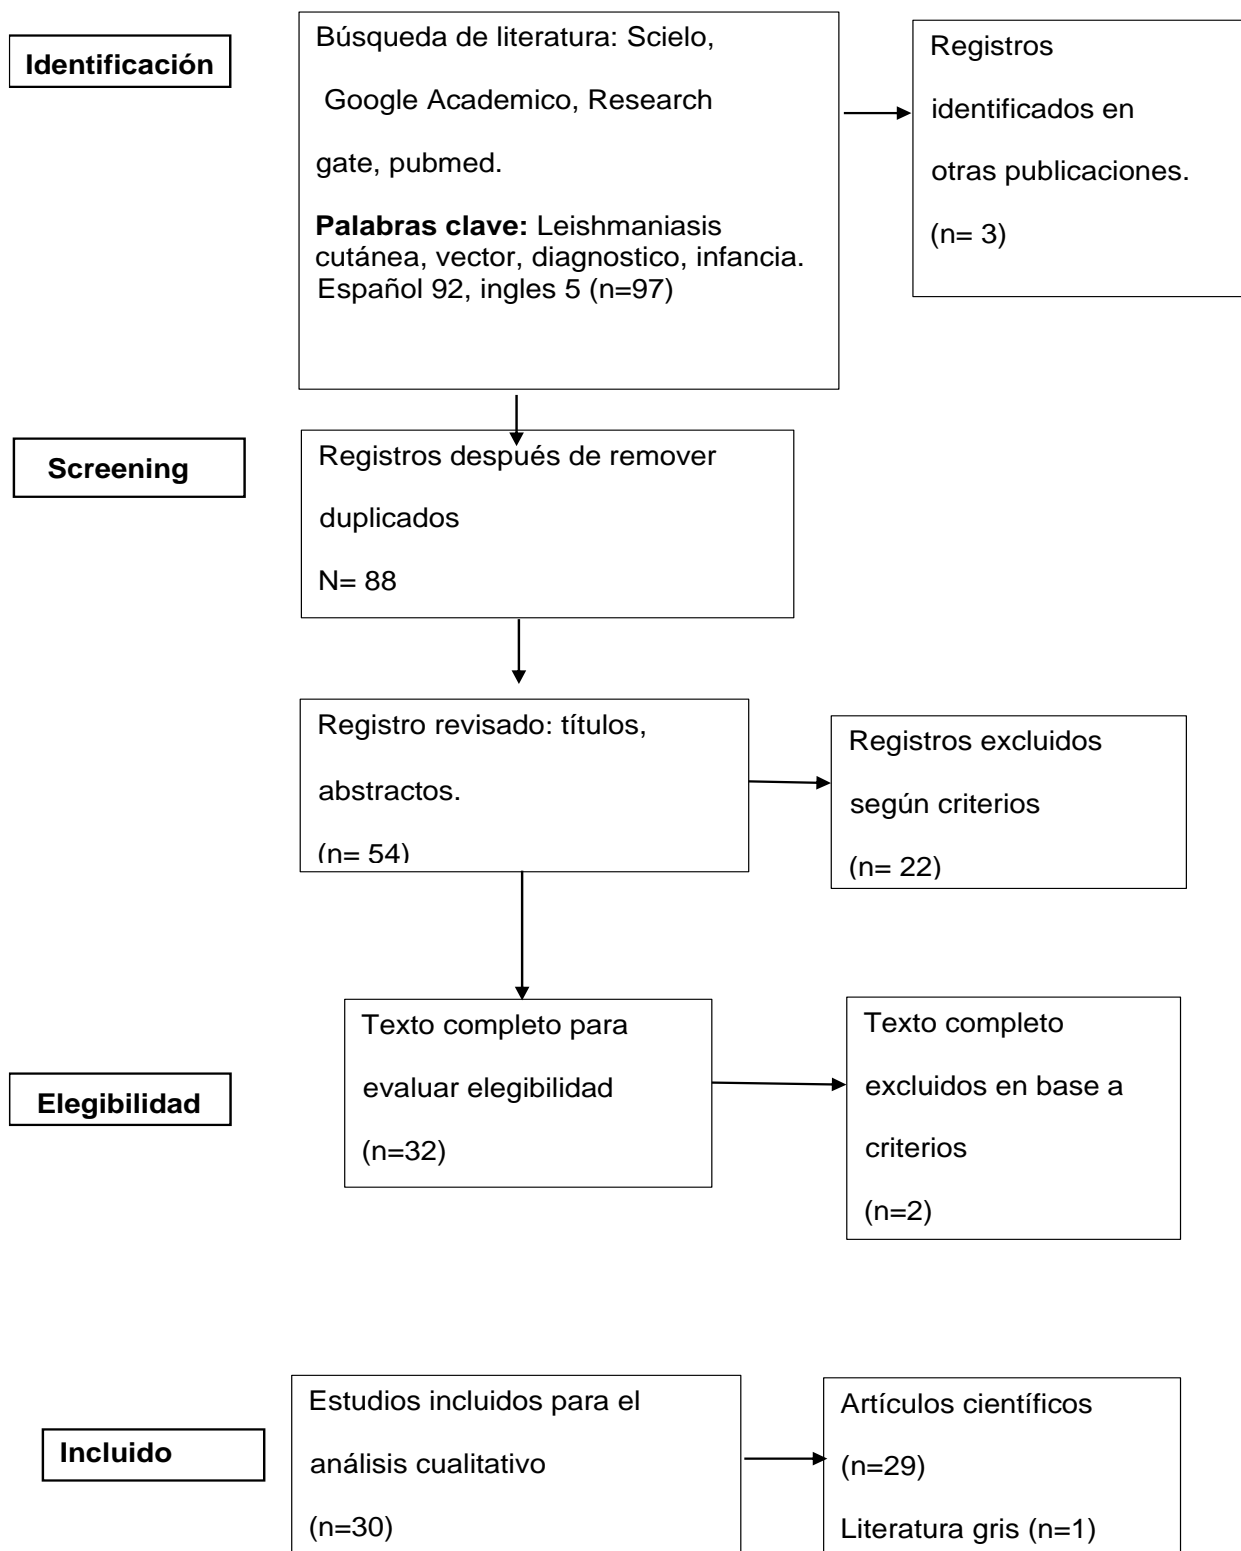 Identificación
Búsqueda de literatura: Scielo,
Google Academico, Research
gate, pubmed.
Palabras clave: Leishmaniasis
cutánea, vector, diagnostico, infancia.
Español 92, ingles 5 (n=97)
Registros
identificados en
otras publicaciones.
(n= 3)
Screening
Registros después de remover
duplicados
N= 88
Registro revisado: títulos,
abstractos.
(n= 54)
Registros excluidos
según criterios
(n= 22)
Elegibilidad
Texto completo para
evaluar elegibilidad
(n=32)
Texto completo
excluidos en base a
criterios
(n=2)
Incluido
Estudios incluidos para el
análisis cualitativo
(n=30)
Artículos científicos
(n=29)
Literatura gris (n=1)